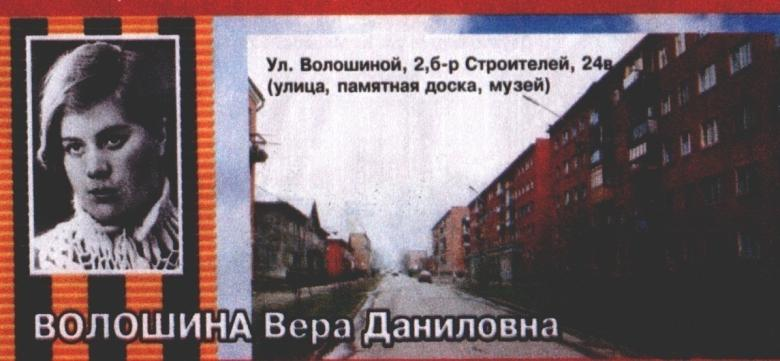 Ул. Волошиной, 2,б-р Строителей, 24в
(улица, памятная доска, музей)
ВОЛОШИНА Вера Даниловна